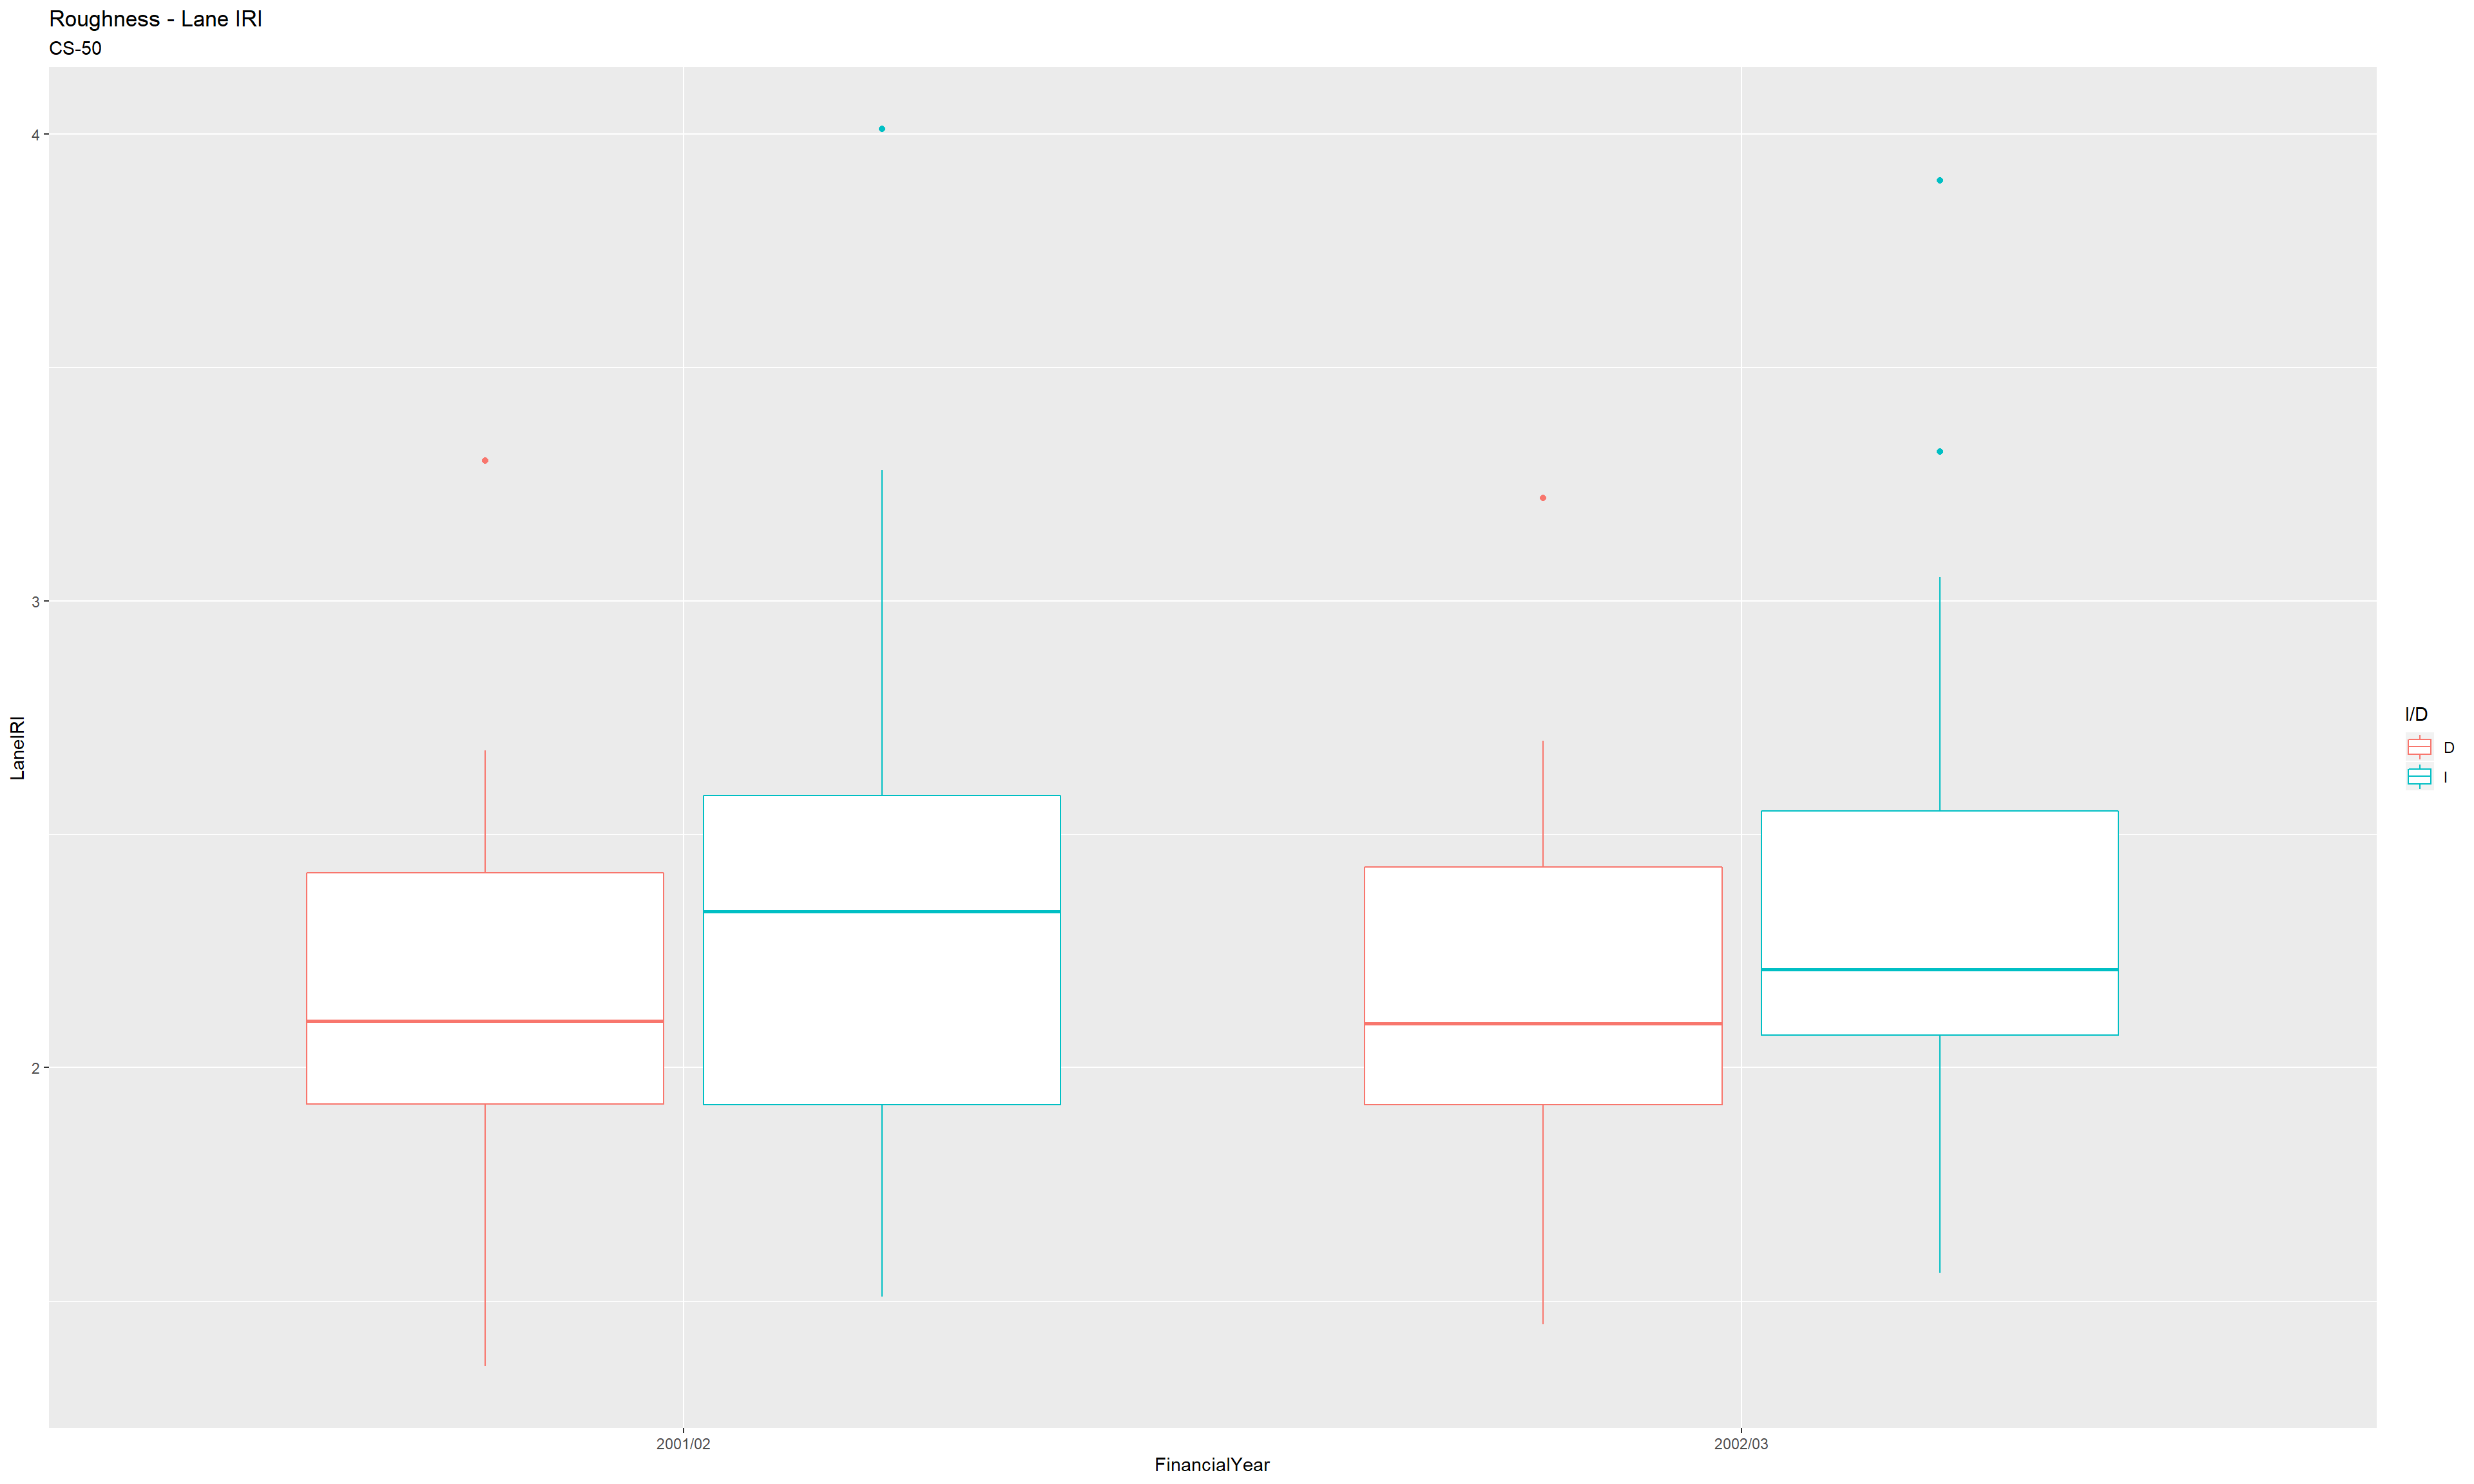 Roughness - Lane IRI
CS-50
4
3
2
LaneIRI
2001/02
2002/03
FinancialYear
I/D
D
I